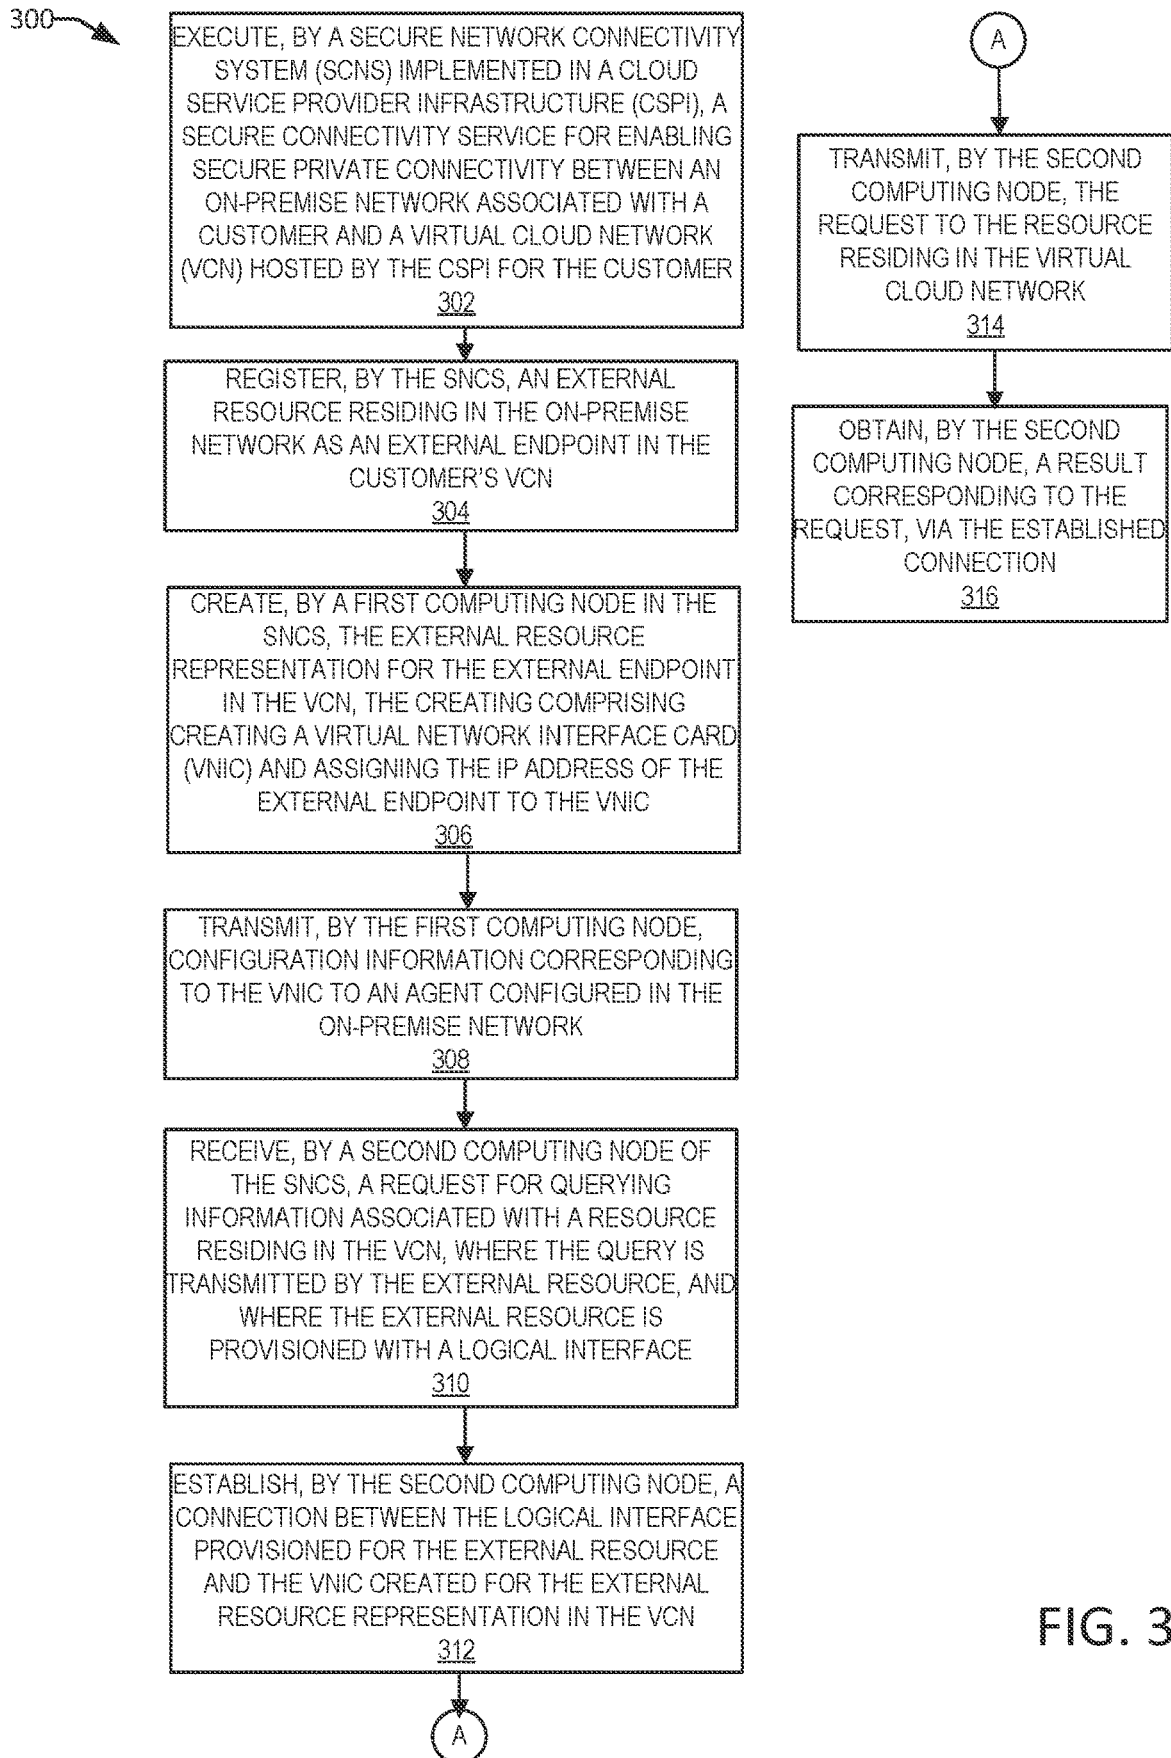 300
EXECUTE, BY A SECURE NETWORK CONNECTIVITY
SYSTEM (SCNS) IMPLEMENTED IN A CLOUD
SERVICE PROVIDER INFRASTRUCTURE (CSPI), A
SECURE CONNECTIVITY SERVICE FOR ENABLING
SECURE PRIVATE CONNECTIVITY BETWEEN AN
ON-PREMISE NETWORK ASSOCIATED WITH A
CUSTOMER AND A VIRTUAL CLOUD NETWORK
(VCN) HOSTED BY THE CSPI FOR THE CUSTOMER
302
REGISTER, BY THE SNCS, AN EXTERNAL
RESOURCE RESIDING IN THE ON-PREMISE
NETWORK AS AN EXTERNAL ENDPOINT IN THE
CUSTOMER'S VCN
304
CREATE, BY A FIRST COMPUTING NODE IN THE
SNCS, THE EXTERNAL RESOURCE
REPRESENTATION FOR THE EXTERNAL ENDPOINT
IN THE VCN, THE CREATING COMPRISING
CREATING A VIRTUAL NETWORK INTERFACE CARD
(VNIC) AND ASSIGNING THE IP ADDRESS OF THE
EXTERNAL ENDPOINT TO THE VNIC
306
TRANSMIT, BY THE FIRST COMPUTING NODE,
CONFIGURATION INFORMATION CORRESPONDING
TO THE VNIC TO AN AGENT CONFIGURED IN THE
ON-PREMISE NETWORK
308
RECEIVE, BY A SECOND COMPUTING NODE OF
THE SNCS, A REQUEST FOR QUERYING
INFORMATION ASSOCIATED WITH A RESOURCE
RESIDING IN THE VCN, WHERE THE QUERY IS
TRANSMITTED BY THE EXTERNAL RESOURCE, AND
WHERE THE EXTERNAL RESOURCE IS
PROVISIONED WITH A LOGICAL INTERFACE
310
ESTABLISH, BY THE SECOND COMPUTING NODE, A
CONNECTION BETWEEN THE LOGICAL INTERFACE
PROVISIONED FOR THE EXTERNAL RESOURCE
AND THE VNIC CREATED FOR THE EXTERNAL
RESOURCE REPRESENTATION IN THE VCN
312
A
A
TRANSMIT, BY THE SECOND
COMPUTING NODE, THE
REQUEST TO THE RESOURCE
RESIDING IN THE VIRTUAL
CLOUD NETWORK
314
OBTAIN, BY THE SECOND
COMPUTING NODE, A RESULT
CORRESPONDING TO THE
REQUEST, VIA THE ESTABLISHED
CONNECTION
316
FIG. 3